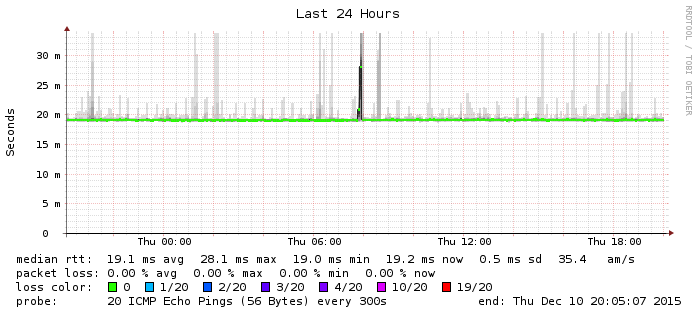 Last 24 Hours
RRDTOOL / TOBI OETIKER
Seconds
30 m
25 m
20 m
15 m
10 m
5 m
0
Thu 00:00 Thu 06:00 Thu 12:00 Thu 18:00
median rtt: 19.1 ms avg 28.1 ms max 19.0 ms min 19.2 ms now 0.5 ms sd 35.4 am/s
packet loss: 0.00 % avg 0.00 % max 0.00 % min 0.00 % now
loss color: 0 1/20 2/20 3/20 4/20 10/20 19/20
probe: 20 ICMP Echo Pings (56 Bytes) every 300s end: Thu Dec 10 20:05:07 2015